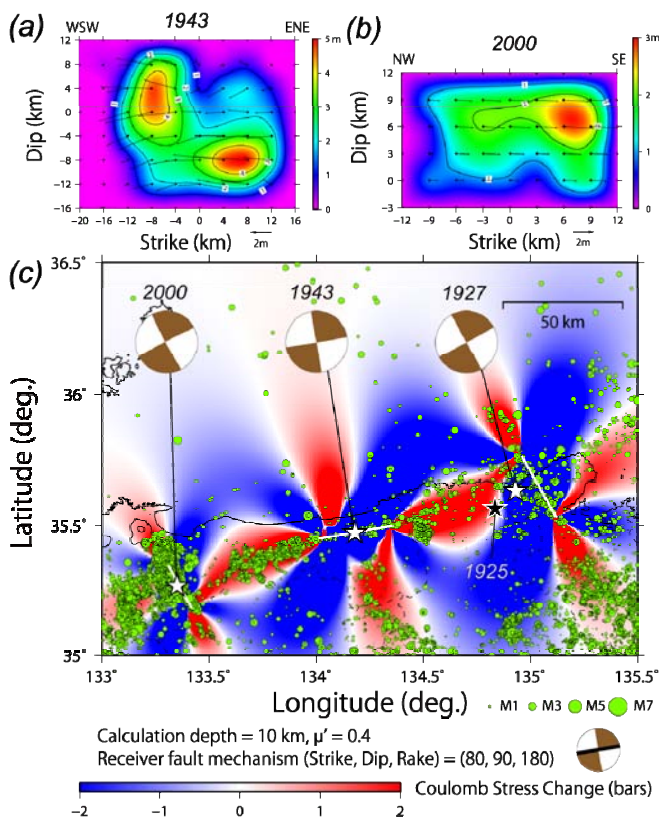 (a) 1943
WSW ENE
12
8
4
0
-4
-8
-12
-16
Dip (km)
-20 -16 -12 -8 -4 0 4 8 12 16
Strike (km)
2m
5 m
4
3
2
1
0
(b) 2000
NW SE
12
9
6
3
0
Dip (km)
-12 -9 -6 -3 0 3 6 9 12
Strike (km)
2m
3m
2
1
0
(c)
2000 1943 1927
50 km
1925
36.5˚
36˚
35.5˚
35˚
Latitude (deg.)
133˚ 133.5˚ 134˚ 134.5˚ 135˚ 135.5˚
Longitude (deg.)
M1 M3 M5 M7
Calculation depth = 10 km, μ' = 0.4
Receiver fault mechanism (Strike, Dip, Rake) = (80, 90, 180)
Coulomb Stress Change (bars)
−2 −1 0 1 2